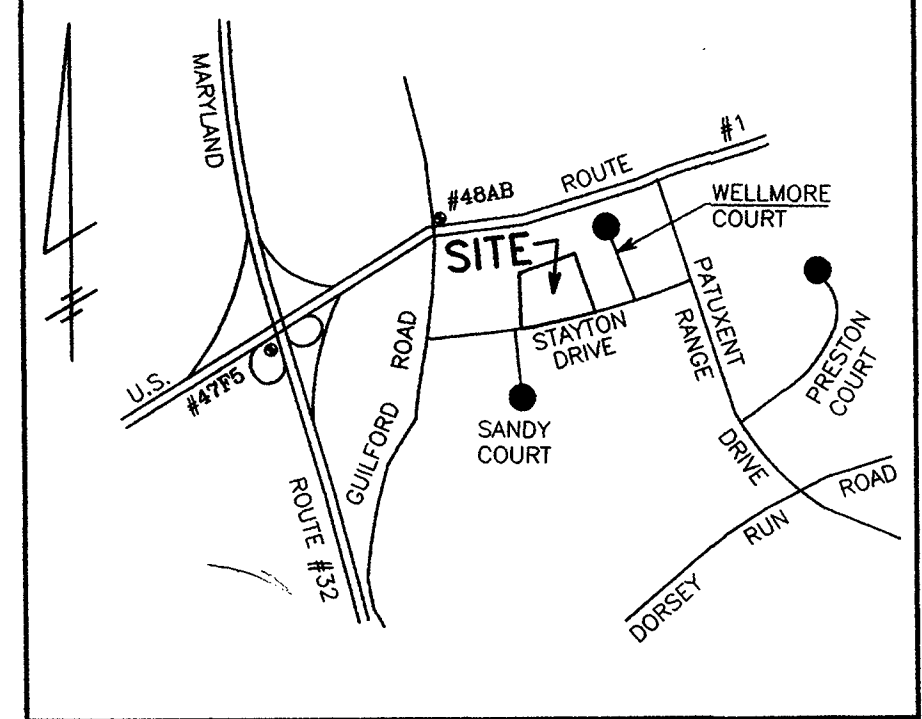 MARYLAND
#1
ROUTE
#48AB
WELLMORE
COURT
SITE
PATUXENT
RANGE
ROAD
STAYTON
DRIVE
PRESTON
COURT
U.S.
#47F5
GUILFORD
SANDY
COURT
DRIVE
ROUTE #32
ROAD
RUN
DORSEY